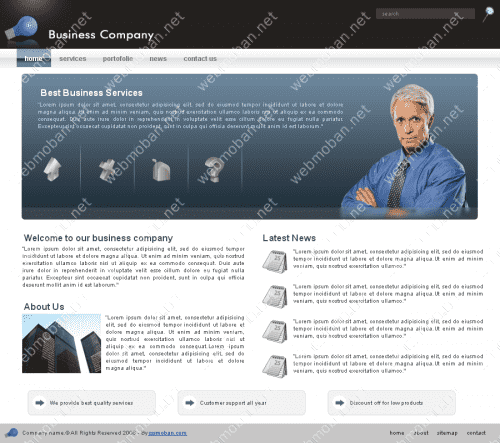 search
Business Company
home services portofolio news contact us
Best Business Services
"Lorem ipsum dolor sit amet, consectetur adipisicing elit, sed do eiusmod tempor incididunt ut labore et dolore
magna aliqua. Ut enim ad minim veniam, quis nostrud exercitation ullamco laboris nisi ut aliquip ex ea commodo
consequat. Duis aute irure dolor in reprehenderit in voluptate velit esse cillum dolore eu fugiat nulla pariatur.
Excepteur sint occaecat cupidatat non proident, sunt in culpa qui officia deserunt mollit anim id est laborum."
Welcome to our business company
"Lorem ipsum dolor sit amet, consectetur adipisicing elit, sed do eiusmod tempor
incididunt ut labore et dolore magna aliqua. Ut enim ad minim veniam, quis nostrud
exercitation ullamco laboris nisi ut aliquip ex ea commodo consequat. Duis aute
irure dolor in reprehenderit in voluptate velit esse cillum dolore eu fugiat nulla
pariatur. Excepteur sint occaecat cupidatat non proident, sunt in culpa qui officia
deserunt mollit anim id est laborum."
About Us
"Lorem ipsum dolor sit amet, consectetur
adipisicing elit, sed do eiusmod tempor
incididunt ut labore et dolore magna
aliqua. Ut enim ad minim veniam, quis
nostrud exercitation ullamco laboris nisi ut
aliquip ex ea commodo consequat.Lorem ipsum
dolor sit amet, consectetur adipisicing elit,
sed do eiusmod tempor incididunt ut labore
et dolore magna aliqua."
Latest News
"Lorem ipsum dolor sit amet, consectetur adipisicing elit, sed do eiusmod
tempor incididunt ut labore et dolore magna aliqua.Ut enim ad minim
veniam, quis nostrud exercitation ullamco."
"Lorem ipsum dolor sit amet, consectetur adipisicing elit, sed do eiusmod
tempor incididunt ut labore et dolore magna aliqua.Ut enim ad minim
veniam, quis nostrud exercitation ullamco."
"Lorem ipsum dolor sit amet, consectetur adipisicing elit, sed do eiusmod
tempor incididunt ut labore et dolore magna aliqua.Ut enim ad minim
veniam, quis nostrud exercitation ullamco."
"Lorem ipsum dolor sit amet, consectetur adipisicing elit, sed do eiusmod
tempor incididunt ut labore et dolore magna aliqua.Ut enim ad minim
veniam, quis nostrud exercitation ullamco."
We provide best quality services
Customer support all year
Discount off for low products
Company name.@ All Rights Reserved - By
home about sitemap contact
webmoban.net